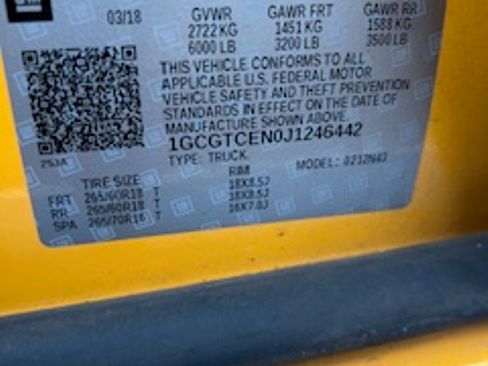 GM
03/18 GVWR GAWR FRT GAWR RR
2722 KG 1451 KG 1588 KG
6000 LB 3200 LB 3500 LB
THIS VEHICLE CONFORMS TO ALL
APPLICABLE U.S. FEDERAL MOTOR
VEHICLE SAFETY AND THEFT PREVENTION
STANDARDS IN EFFECT ON THE DATE OF
MANUFACTURE SHOWN ABOVE.
1GCGTCEN0J1246442
TYPE: TRUCK MODEL: 
25JA
TIRE SIZE RIM
FRT 265/60R18 T 18X8.5J
RR 265/60R18 T 18X8.5J
SPA 265/70R16 T 16X7.0J